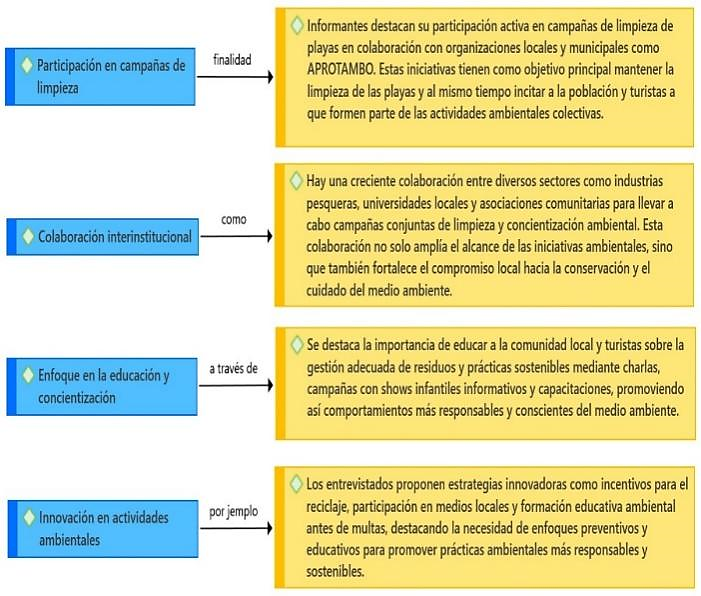 Participación en campañas de
limpieza
finalidad
Informantes destacan su participación activa en campañas de limpieza de
playas en colaboración con organizaciones locales y municipales como
APROTAMBO. Estas iniciativas tienen como objetivo principal mantener la
limpieza de las playas y al mismo tiempo incitar a la población y turistas a
que formen parte de las actividades ambientales colectivas.
Colaboración interinstitucional
como
Hay una creciente colaboración entre diversos sectores como industrias
pesqueras, universidades locales y asociaciones comunitarias para llevar a
cabo campañas conjuntas de limpieza y concientización ambiental. Esta
colaboración no solo amplía el alcance de las iniciativas ambientales, sino
que también fortalece el compromiso local hacia la conservación y el
cuidado del medio ambiente.
Enfoque en la educación y
concientización
a través de
Se destaca la importancia de educar a la comunidad local y turistas sobre la
gestión adecuada de residuos y prácticas sostenibles mediante charlas,
campañas con shows infantiles informativos y capacitaciones, promoviendo
así comportamientos más responsables y conscientes del medio ambiente.
Innovación en actividades
ambientales
por jemplo
Los entrevistados proponen estrategias innovadoras como incentivos para el
reciclaje, participación en medios locales y formación educativa ambiental
antes de multas, destacando la necesidad de enfoques preventivos y
educativos para promover prácticas ambientales más responsables y
sostenibles.